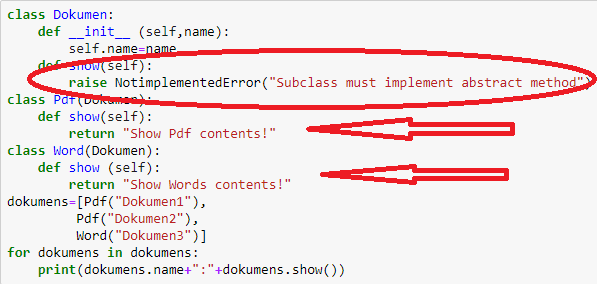 class Dokumen:
    def __init__ (self,name):
        self.name=name
    def show(self):
        raise NotimplementedError("Subclass must implement abstract method")
class Pdf(Dokumen):
    def show(self):
        return "Show Pdf contents!"
class Word(Dokumen):
    def show (self):
        return "Show Words contents!"
dokumens=[Pdf("Dokumen1"),
         Pdf("Dokumen2"),
         Word("Dokumen3")]
for dokumens in dokumens:
    print(dokumens.name+":"+dokumens.show())